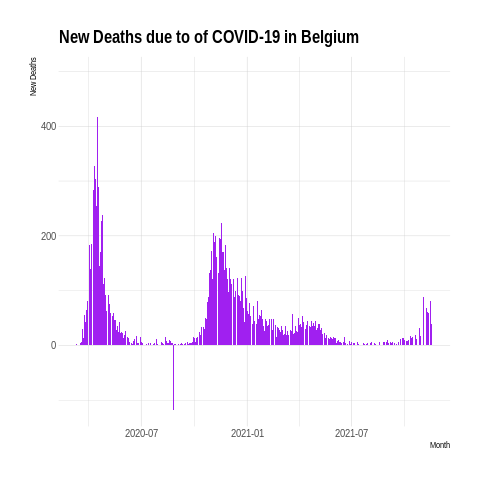 New Deaths due to of COVID-19 in Belgium
New Deaths
400
200
0
2020-07
2021-01
2021-07
Month